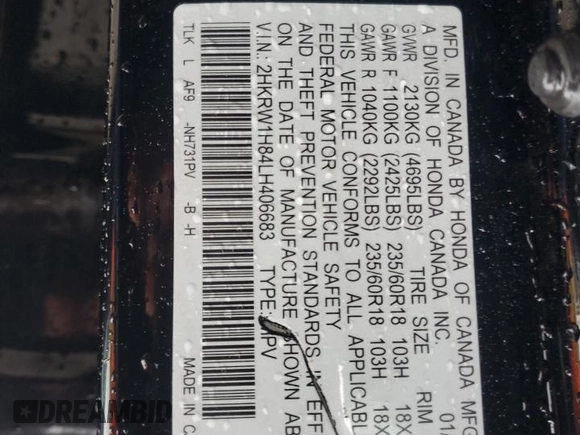 MFD. IN CANADA BY HONDA OF CANADA MFG
A DIVISION OF HONDA CANADA INC. 01/
GVWR 2130KG (4695LBS) TIRE SIZE RIM
GAWR F 1100KG (2425LBS) 235/60R18 103H 18X
GAWR R 1040KG (2292LBS) 235/60R18 103H 18X
THIS VEHICLE CONFORMS TO ALL APPLICABL
FEDERAL MOTOR VEHICLE SAFETY
AND THEFT PREVENTION STANDARDS IN EFF
ON THE DATE OF MANUFACTURE SHOWN AB
V.I.N.: 2HKRW1H84LH406683 TYPE: MPV
TLK L AF9 -NH731PV -B -H MADE IN CA
DREAMBID